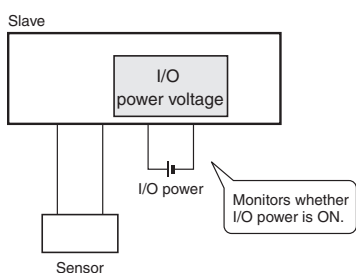 Slave
I/O
power voltage
I/O power
Monitors whether
I/O power is ON.
Sensor